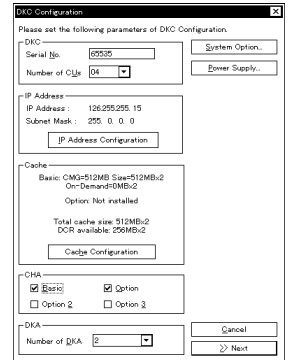 DKC Configuration
Please set the following parameters of DKC Configuration.
DKC
Serial No. 65535
Number of CUs 04
System Option..
Power Supply...
IP Address
IP Address : 126.255.255. 15
Subnet Mask : 255. 0. 0. 0
IP Address Configuration
Cache
Basic: CMG=512MB Size=512MBx2
On-Demand=0MBx2
Option: Not installed
Total cache size: 512MBx2
DCR available: 256MBx2
Cache Configuration
CHA
Basic Option
Option 2 Option 3
DKA
Number of DKA 2
Cancel
>> Next